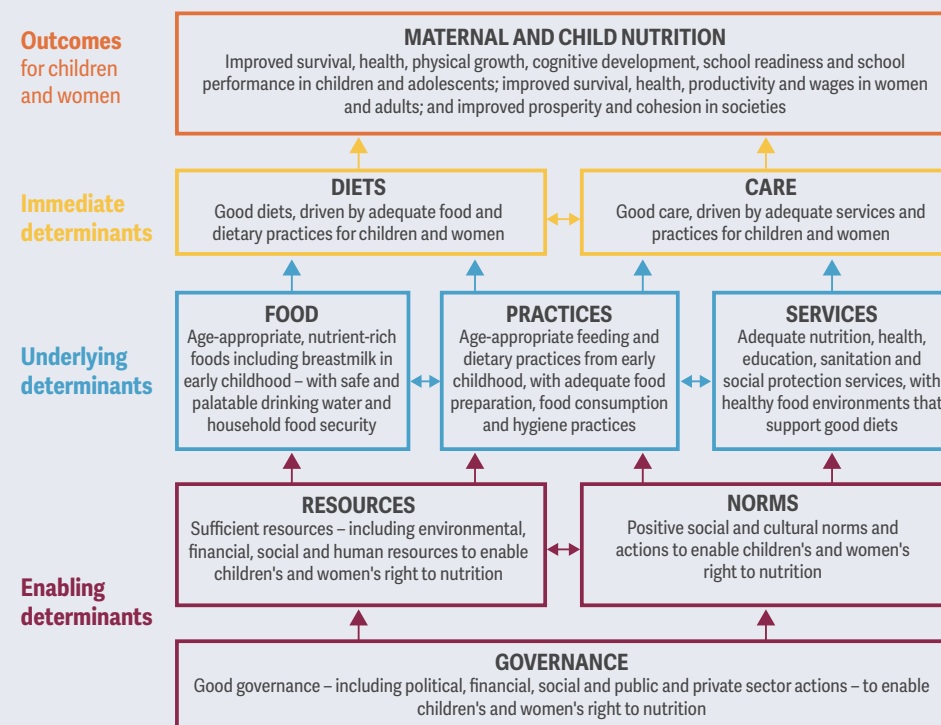 Outcomes
for children
and women
MATERNAL AND CHILD NUTRITION
Improved survival, health, physical growth, cognitive development, school readiness and school
performance in children and adolescents; improved survival, health, productivity and wages in women
and adults; and improved prosperity and cohesion in societies
Immediate
determinants
DIETS
Good diets, driven by adequate food and
dietary practices for children and women
CARE
Good care, driven by adequate services and
practices for children and women
Underlying
determinants
FOOD
Age-appropriate, nutrient-rich
foods including breastmilk in
early childhood – with safe and
palatable drinking water and
household food security
PRACTICES
Age-appropriate feeding and
dietary practices from early
childhood, with adequate food
preparation, food consumption
and hygiene practices
SERVICES
Adequate nutrition, health,
education, sanitation and
social protection services, with
healthy food environments that
support good diets
Enabling
determinants
RESOURCES
Sufficient resources – including environmental,
financial, social and human resources to enable
children's and women's right to nutrition
NORMS
Positive social and cultural norms and
actions to enable children's and women's
right to nutrition
GOVERNANCE
Good governance – including political, financial, social and public and private sector actions – to enable
children's and women's right to nutrition